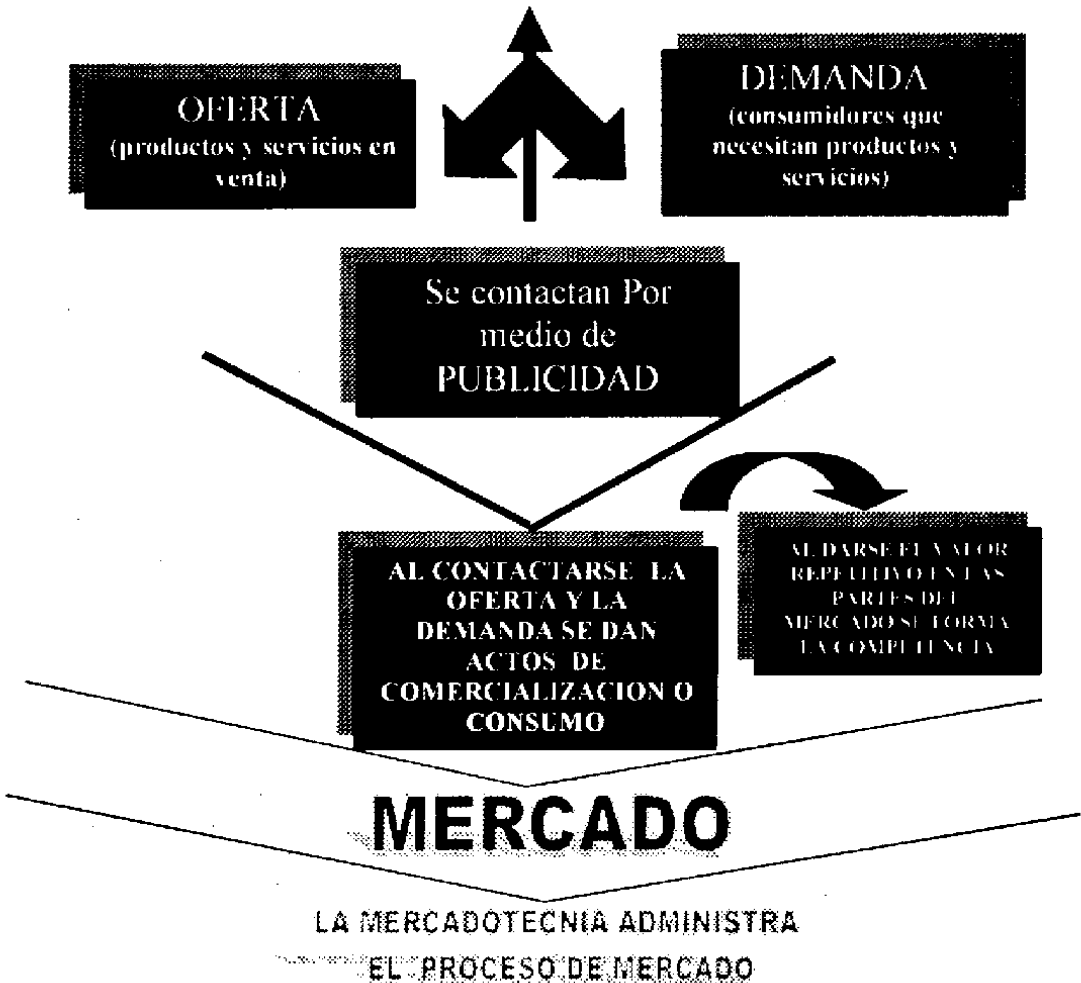 OFERTA
(productos y servicios en
venta)
DEMANDA
(consumidores que
necesitan productos y
servicios)
Se contactan Por
medio de
PUBLICIDAD
AL CONTACTARSE LA
OFERTA Y LA
DEMANDA SE DAN
ACTOS DE
COMERCIALIZACION O
CONSUMO
AL DARSE EL VALOR
REPETITIVO EN LAS
PARTES DEL
MERCADO SE FORMA
LA COMPETENCIA
MERCADO
LA MERCADOTECNIA ADMINISTRA
EL PROCESO DE MERCADO